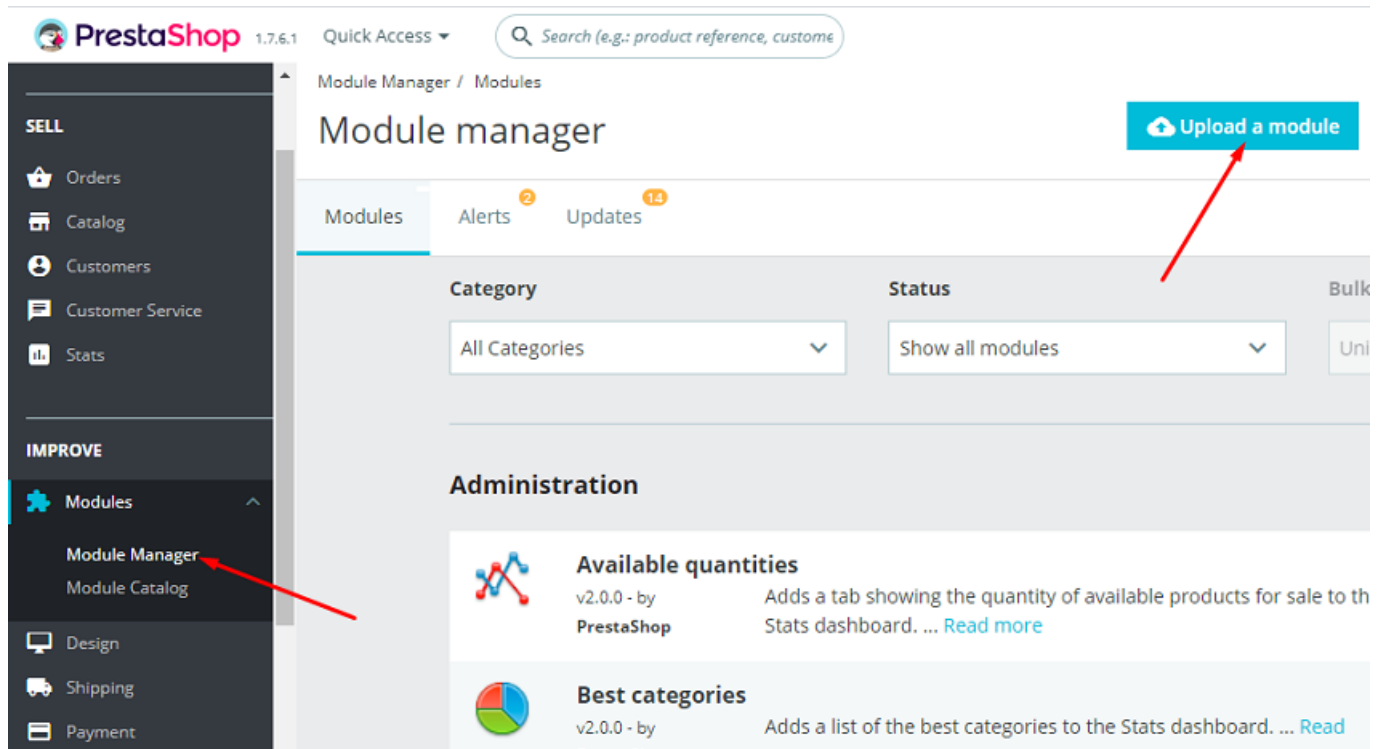 PrestaShop 1.7.6.1 Quick Access Search (e.g.: product reference, custome
SELL
Orders
Catalog
Customers
Customer Service
Stats
IMPROVE
Modules
Module Manager
Module Catalog
Design
Shipping
Payment
Module Manager / Modules
Module manager
Upload a module
Modules Alerts 2 Updates 14
Category Status Bulk
All Categories Show all modules Uni
Administration
Available quantities
v2.0.0 - by Adds a tab showing the quantity of available products for sale to th
PrestaShop Stats dashboard. ... Read more
Best categories
v2.0.0 - by Adds a list of the best categories to the Stats dashboard. ... Read